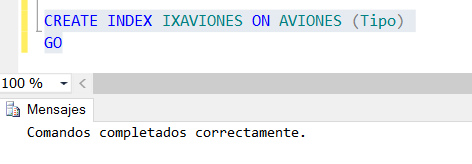 CREATE INDEX IXAVIONES ON AVIONES (Tipo)
GO
100 %
Mensajes
Comandos completados correctamente.